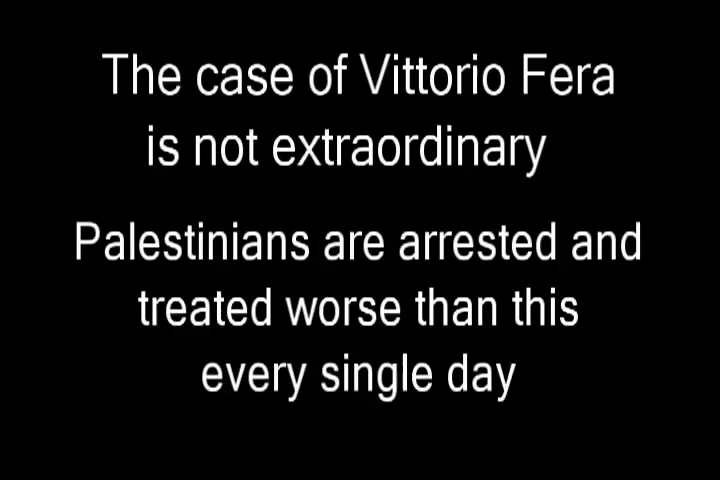 The case of Vittorio Fera
is not extraordinary
Palestinians are arrested and
treated worse than this
every single day